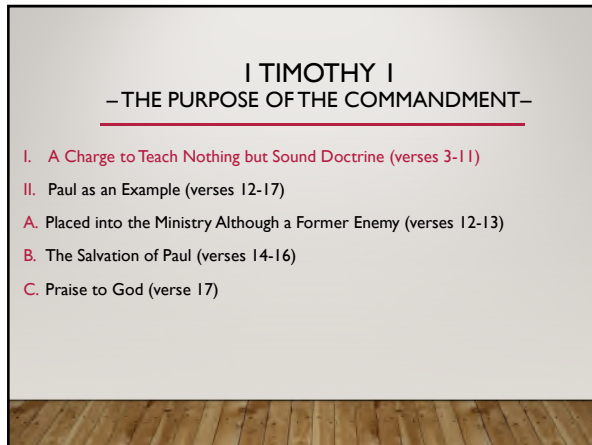 I TIMOTHY I
– THE PURPOSE OF THE COMMANDMENT–
I. A Charge to Teach Nothing but Sound Doctrine (verses 3-11)
II. Paul as an Example (verses 12-17)
A. Placed into the Ministry Although a Former Enemy (verses 12-13)
B. The Salvation of Paul (verses 14-16)
C. Praise to God (verse 17)